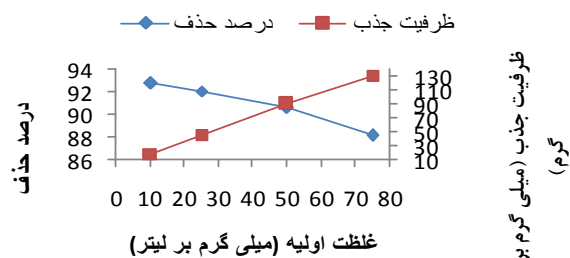 درصد حذف ظرفیت جذب
درصد حذف
94
92
90
88
86
130
110
90
70
50
30
10
ظرفیت جذب (میلی گرم بر
گرم)
0 10 20 30 40 50 60 70 80
غلظت اولیه (میلی گرم بر لیتر)